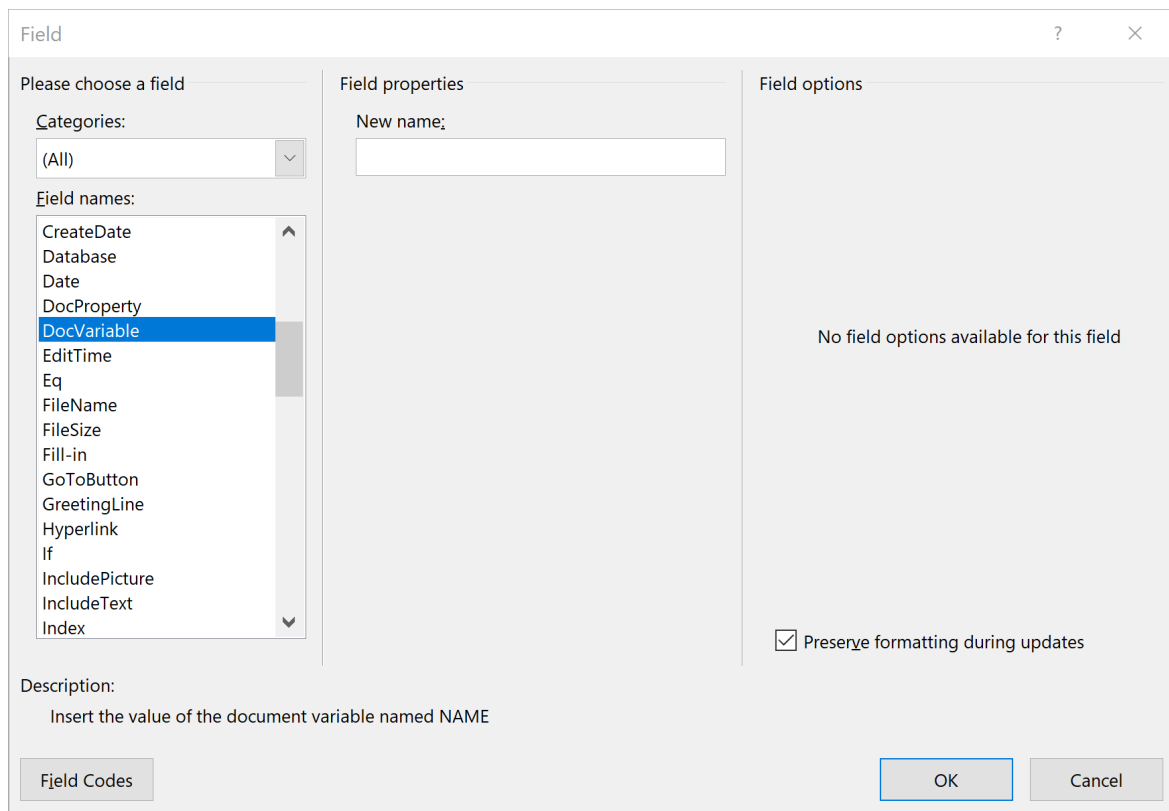 Field
?
Please choose a field
Categories:
(All)
Field names:
CreateDate
Database
Date
DocProperty
DocVariable
EditTime
Eq
FileName
FileSize
Fill-in
GoToButton
GreetingLine
Hyperlink
If
IncludePicture
IncludeText
Index
Field properties
New name:
Field options
No field options available for this field
Preserve formatting during updates
Description:
Insert the value of the document variable named NAME
Field Codes
OK
Cancel